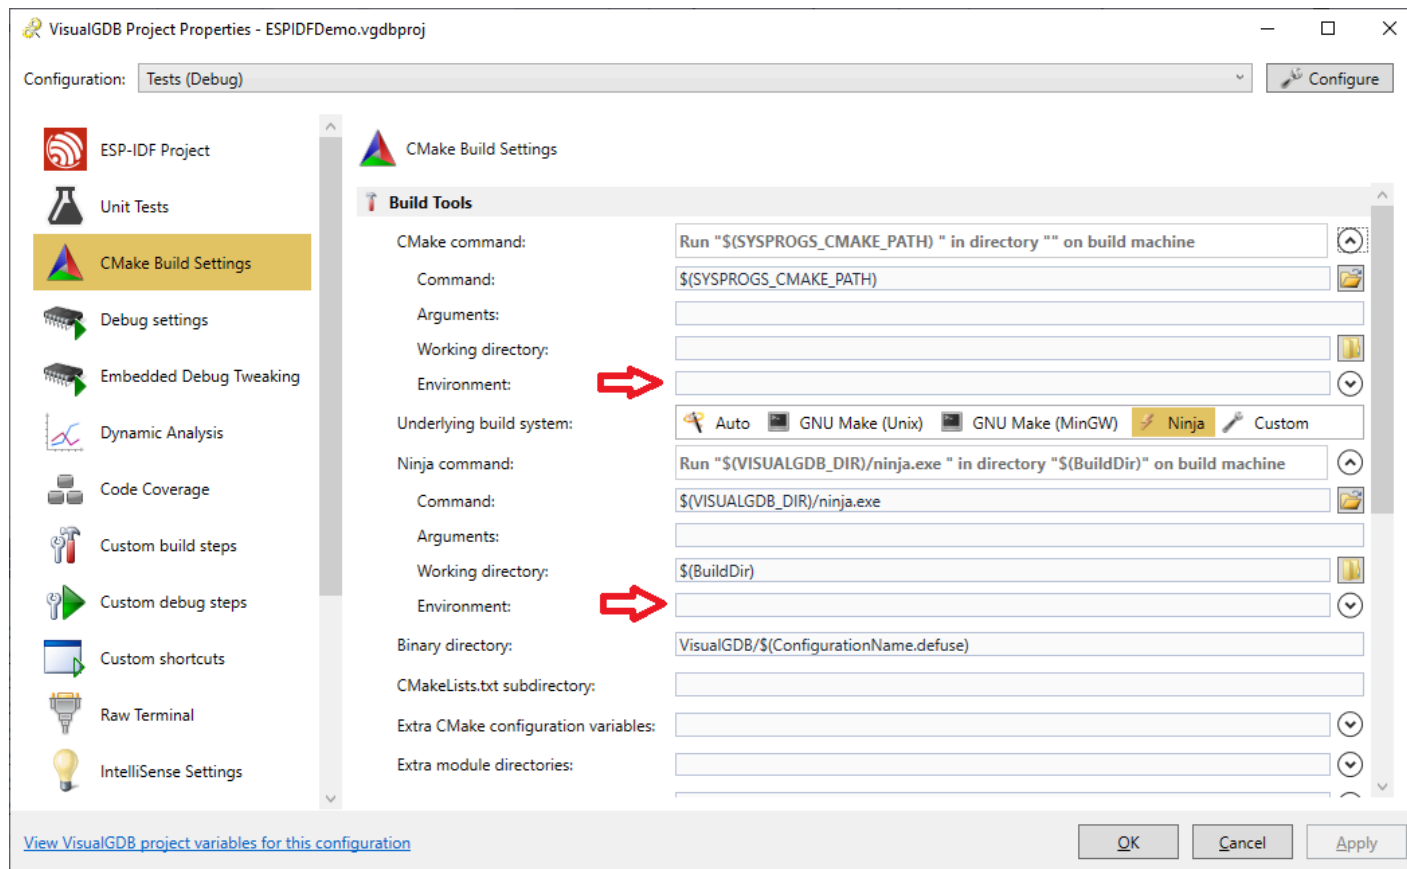 VisualGDB Project Properties - ESPIDFDemo.vgdbproj
Configuration: Tests (Debug) Configure
ESP-IDF Project
Unit Tests
CMake Build Settings
Debug settings
Embedded Debug Tweaking
Dynamic Analysis
Code Coverage
Custom build steps
Custom debug steps
Custom shortcuts
Raw Terminal
IntelliSense Settings
CMake Build Settings
Build Tools
CMake command: Run "$(SYSPROGS_CMAKE_PATH) " in directory "" on build machine
Command: $(SYSPROGS_CMAKE_PATH)
Arguments:
Working directory:
Environment:
Underlying build system: Auto GNU Make (Unix) GNU Make (MinGW) Ninja Custom
Ninja command: Run "$(VISUALGDB_DIR)/ninja.exe " in directory "$(BuildDir)" on build machine
Command: $(VISUALGDB_DIR)/ninja.exe
Arguments:
Working directory: $(BuildDir)
Environment:
Binary directory: VisualGDB/$(ConfigurationName.defuse)
CMakeLists.txt subdirectory:
Extra CMake configuration variables:
Extra module directories:
View VisualGDB project variables for this configuration
OK Cancel Apply